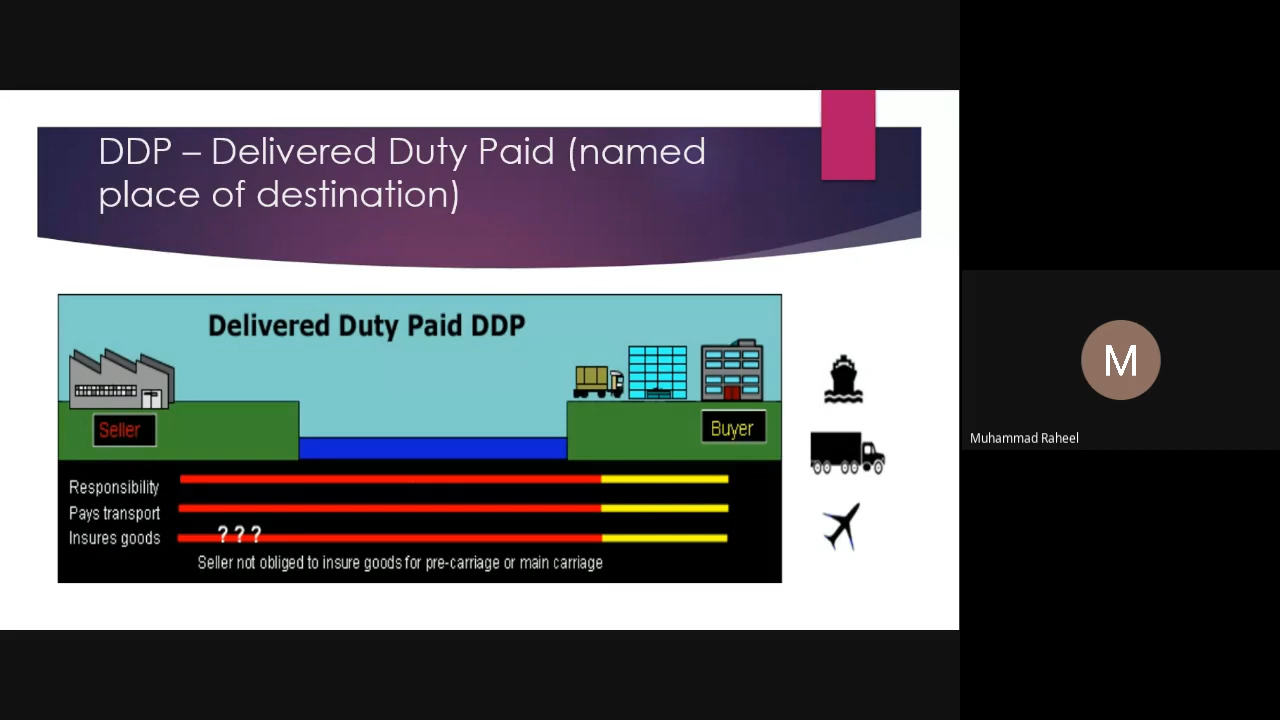 DDP – Delivered Duty Paid (named
place of destination)
Delivered Duty Paid DDP
Seller
Buyer
Responsibility
Pays transport
Insures goods
? ? ?
Seller not obliged to insure goods for pre-carriage or main carriage
M
Muhammad Raheel